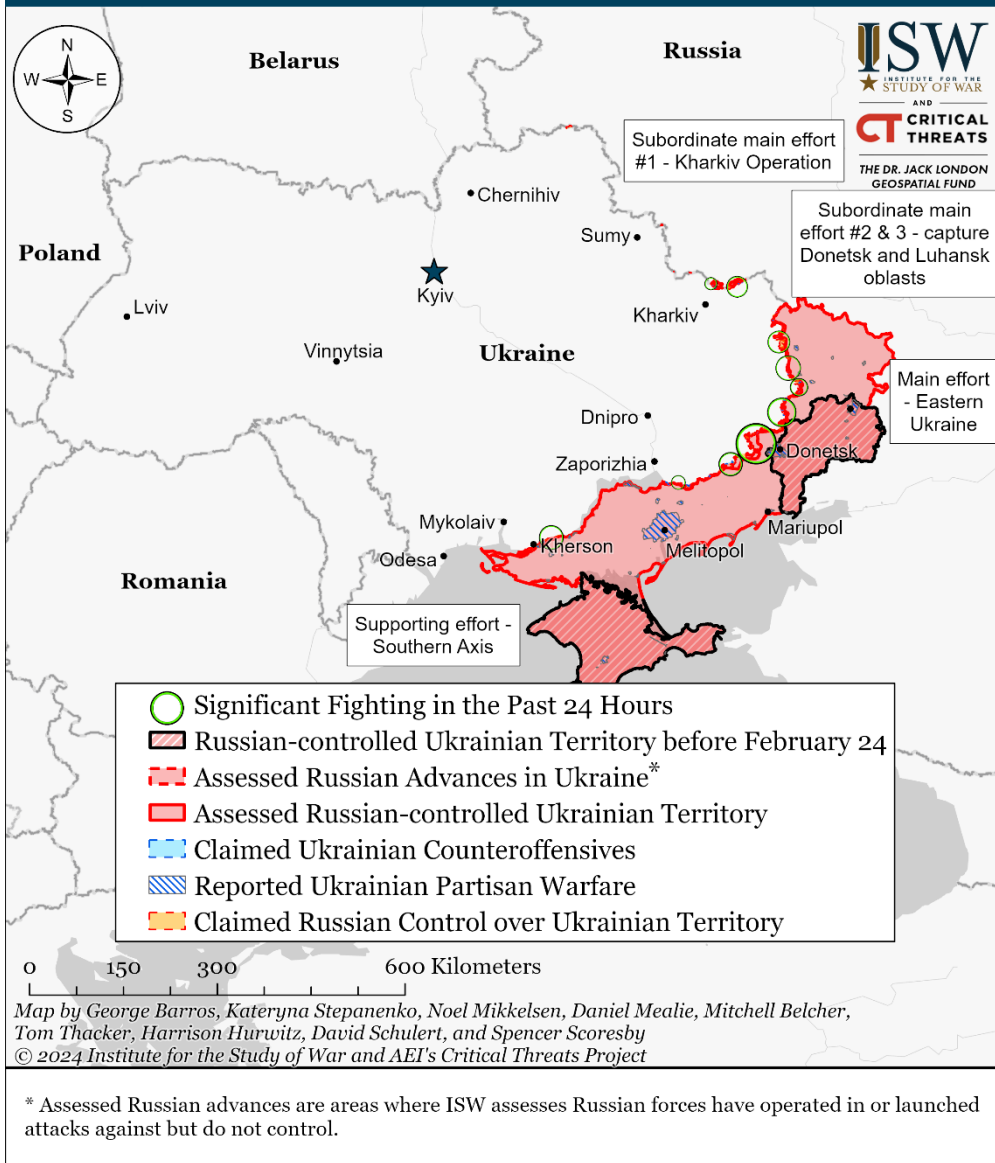 N
W
E
S
Belarus
Russia
ISW
INSTITUTE FOR THE
STUDY OF WAR
AND
CT CRITICAL
THREATS
THE DR. JACK LONDON
GEOSPATIAL FUND
Subordinate main effort
#1 - Kharkiv Operation
Subordinate main
effort #2 & 3 - capture
Donetsk and Luhansk
oblasts
Chernihiv
Sumy
Poland
Kyiv
Lviv
Kharkiv
Vinnytsia
Ukraine
Main effort
- Eastern
Ukraine
Dnipro
Donetsk
Zaporizhia
Mykolaiv
Mariupol
Kherson
Melitopol
Odesa
Romania
Supporting effort -
Southern Axis
Significant Fighting in the Past 24 Hours
Russian-controlled Ukrainian Territory before February 24
Assessed Russian Advances in Ukraine*
Assessed Russian-controlled Ukrainian Territory
Claimed Ukrainian Counteroffensives
Reported Ukrainian Partisan Warfare
Claimed Russian Control over Ukrainian Territory
0 150 300 600 Kilometers
Map by George Barros, Kateryna Stepanenko, Noel Mikkelsen, Daniel Mealie, Mitchell Belcher,
Tom Thacker, Harrison Hurwitz, David Schulert, and Spencer Scoresby
© 2024 Institute for the Study of War and AEI's Critical Threats Project
* Assessed Russian advances are areas where ISW assesses Russian forces have operated in or launched
attacks against but do not control.